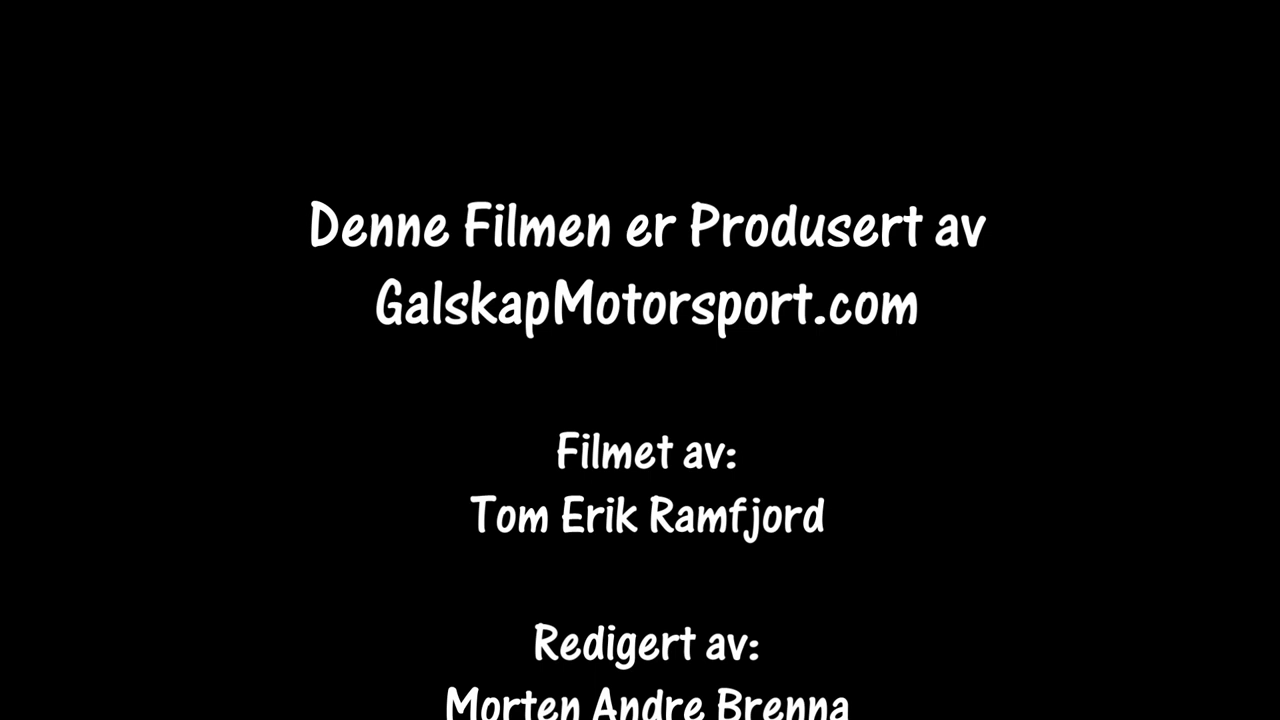 Denne Filmen er Produsert av
GalskapMotorsport.com
Filmet av:
Tom Erik Ramfjord
Redigert av:
Morten Andre Brenna